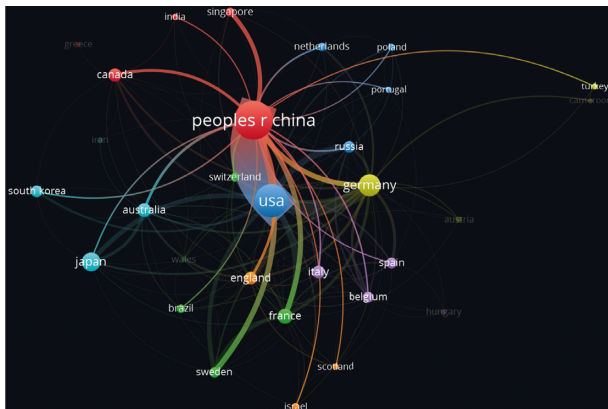 singapore
india
netherlands
poland
greece
canada
portugal
turkey
cameroon
peoples r china
iran
russia
switzerland
germany
south korea
usa
australia
austria
wales
japan
spain
italy
england
belgium
brazil
hungary
france
scotland
sweden
israel